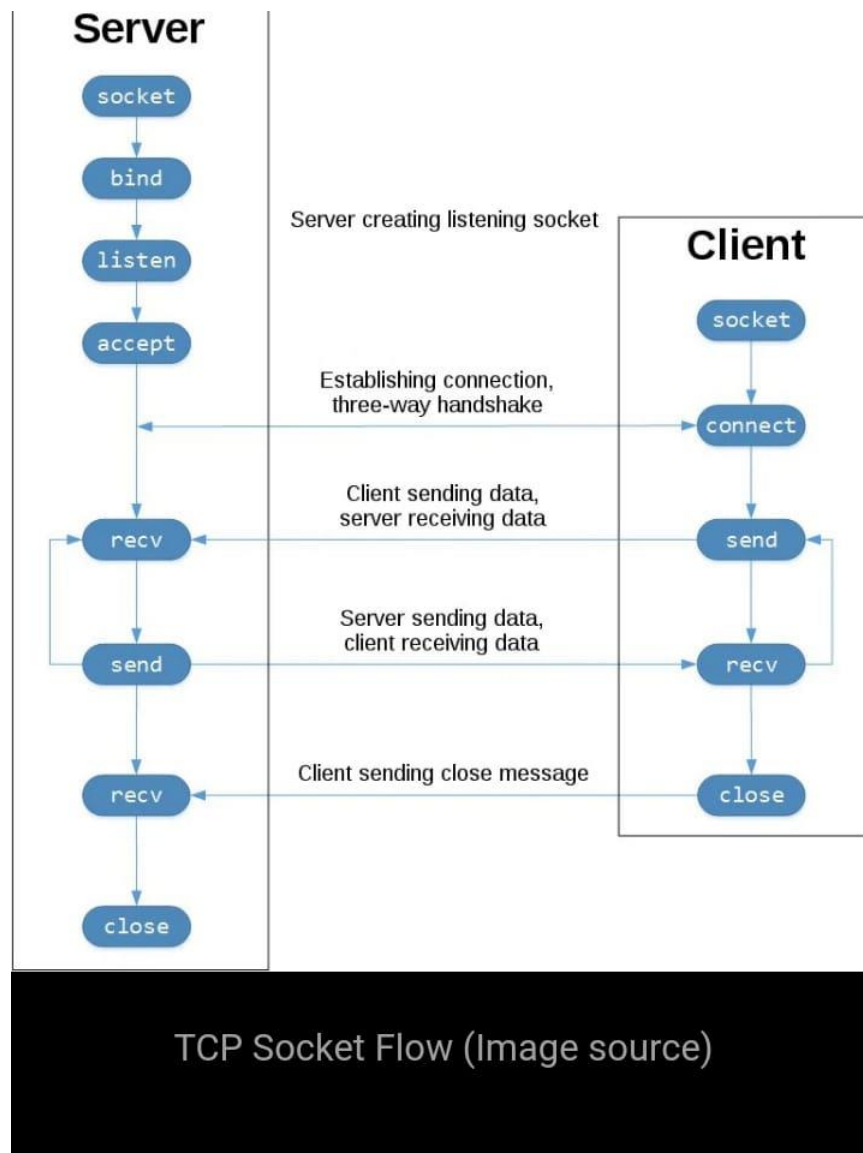 Server
socket
bind
Server creating listening socket
listen
Client
socket
accept
Establishing connection,
three-way handshake
connect
Client sending data,
server receiving data
recv
send
Server sending data,
client receiving data
send
recv
Client sending close message
recv
close
close
TCP Socket Flow (Image source)